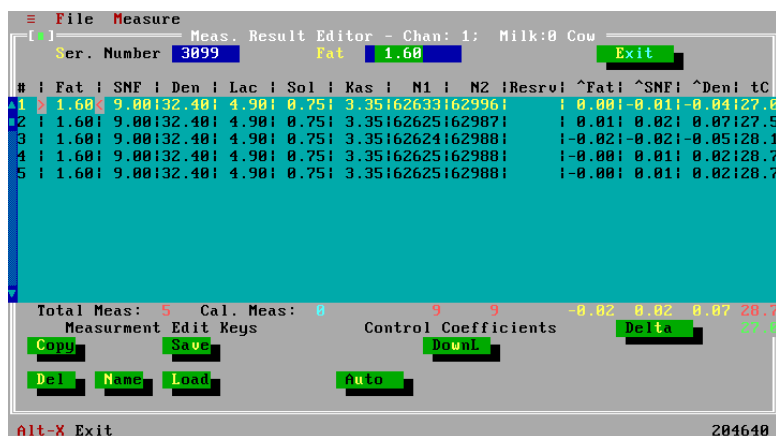 ≡ File Measure
[■] Meas. Result Editor - Chan: 1; Milk:0 Cow
Ser. Number 3099 Fat 1.60 Exit
# ¦ Fat ¦ SNF ¦ Den ¦ Lac ¦ Sol ¦ Kas ¦ N1 ¦ N2 ¦Resrv¦ ^Fat¦ ^SNF¦ ^Den¦ tC
1 > 1.60< 9.00¦32.40¦ 4.90¦ 0.75¦ 3.35¦62633¦62996¦ ¦ 0.00¦-0.01¦-0.04¦27.0
2 ¦ 1.60¦ 9.00¦32.40¦ 4.90¦ 0.75¦ 3.35¦62625¦62987¦ ¦ 0.01¦ 0.02¦ 0.07¦27.5
3 ¦ 1.60¦ 9.00¦32.40¦ 4.90¦ 0.75¦ 3.35¦62624¦62988¦ ¦-0.02¦-0.02¦-0.05¦28.1
4 ¦ 1.60¦ 9.00¦32.40¦ 4.90¦ 0.75¦ 3.35¦62625¦62988¦ ¦-0.00¦ 0.01¦ 0.02¦28.7
5 ¦ 1.60¦ 9.00¦32.40¦ 4.90¦ 0.75¦ 3.35¦62625¦62988¦ ¦-0.00¦ 0.01¦ 0.02¦28.7
Total Meas: 5 Cal. Meas: 0 9 9 -0.02 0.02 0.07 28.7
Measurment Edit Keys Control Coefficients Delta 27.0
Copy Save DownL
Del Name Load Auto
Alt-X Exit 204640